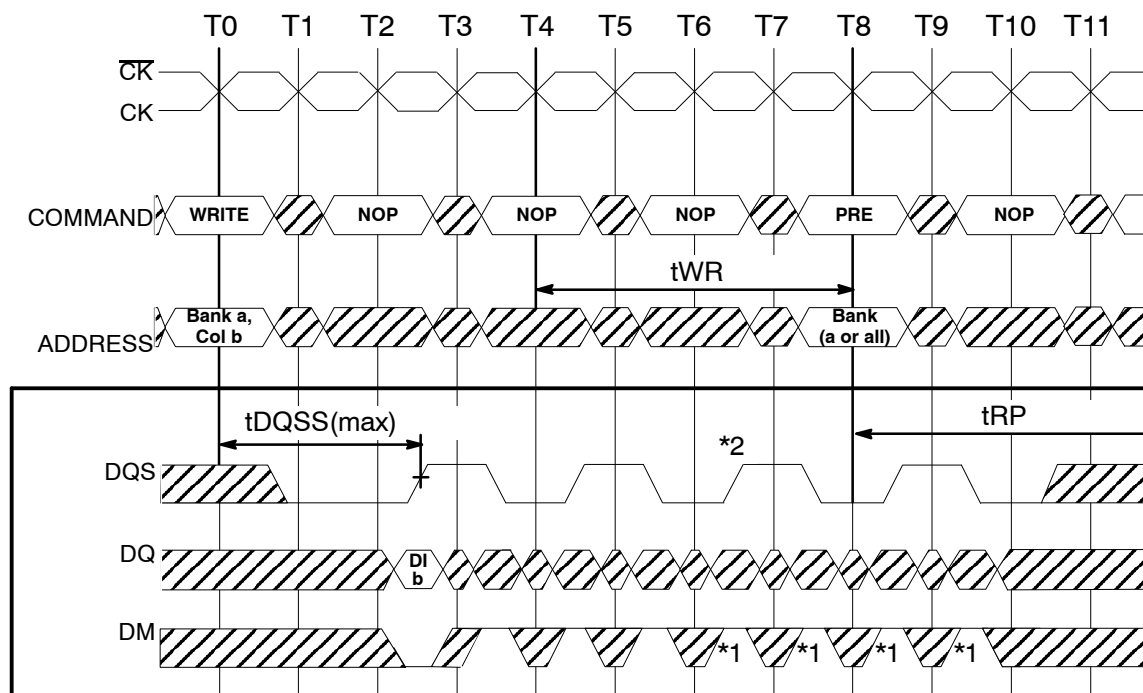 T0 T1 T2 T3 T4 T5 T6 T7 T8 T9 T10 T11
CK
CK
COMMAND WRITE NOP NOP NOP PRE NOP
tWR
ADDRESS Bank a, Col b Bank (a or all)
tDQSS(max) tRP
*2
DQS
DQ DI b
DM *1 *1 *1 *1